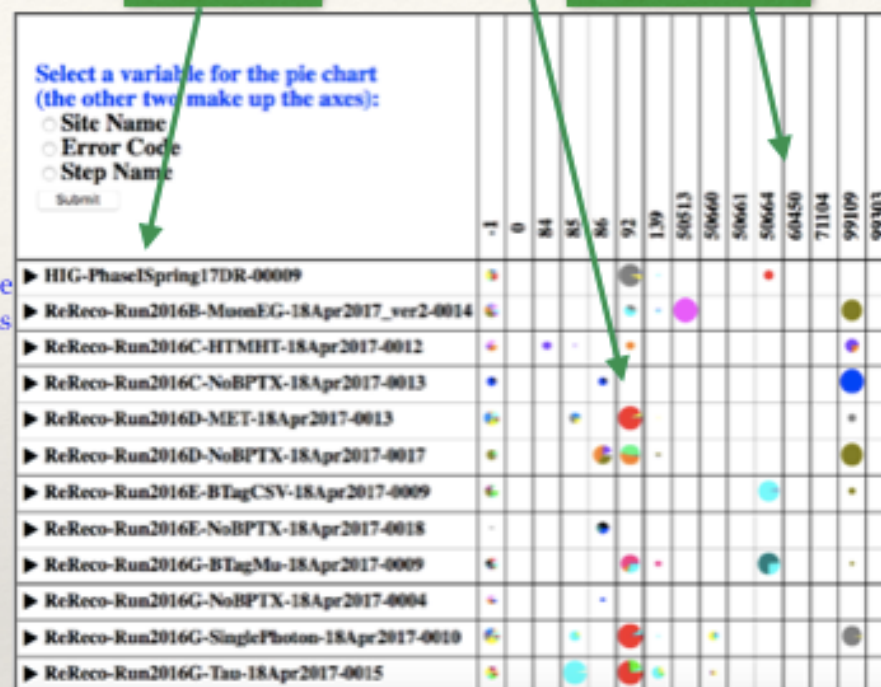 Select a variable for the pie chart
(the other two make up the axes):
Site Name
Error Code
Step Name
Submit
-1
0
84
85
86
92
139
50513
50660
50661
50664
60450
71104
99109
99303
e
s
HIG-PhaseISpring17DR-00009
ReReco-Run2016B-MuonEG-18Apr2017_ver2-0014
ReReco-Run2016C-HTMHT-18Apr2017-0012
ReReco-Run2016C-NoBPTX-18Apr2017-0013
ReReco-Run2016D-MET-18Apr2017-0013
ReReco-Run2016D-NoBPTX-18Apr2017-0017
ReReco-Run2016E-BTagCSV-18Apr2017-0009
ReReco-Run2016E-NoBPTX-18Apr2017-0018
ReReco-Run2016G-BTagMu-18Apr2017-0009
ReReco-Run2016G-NoBPTX-18Apr2017-0004
ReReco-Run2016G-SinglePhoton-18Apr2017-0010
ReReco-Run2016G-Tau-18Apr2017-0015